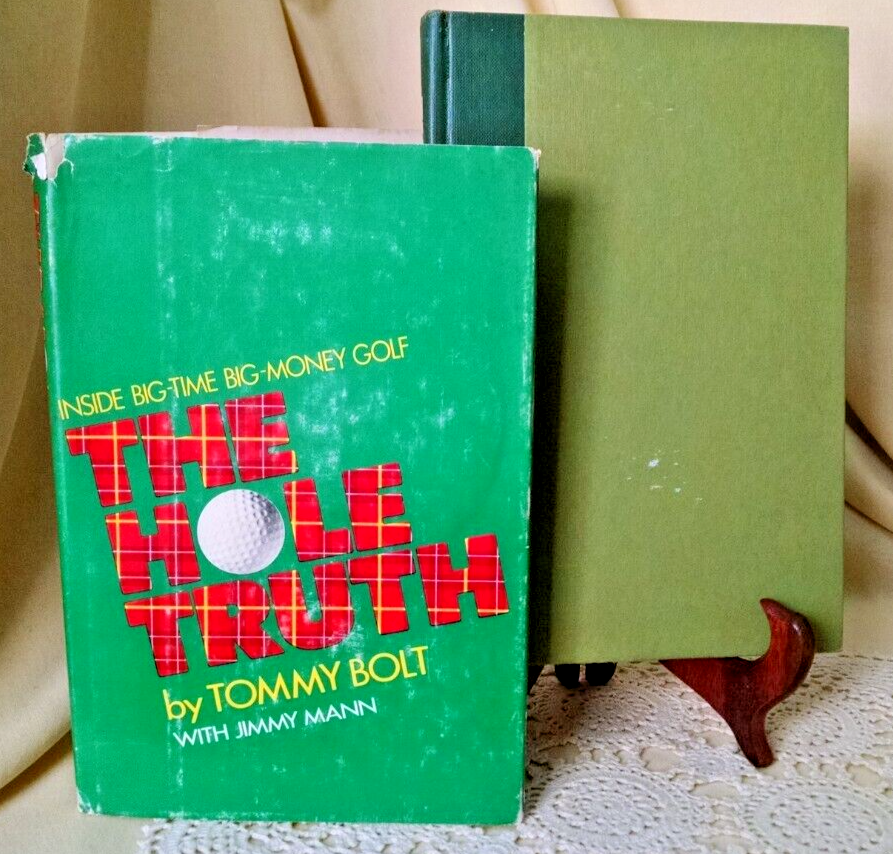 INSIDE BIG-TIME BIG-MONEY GOLF
THE
HOLE
TRUTH
by TOMMY BOLT
WITH JIMMY MANN